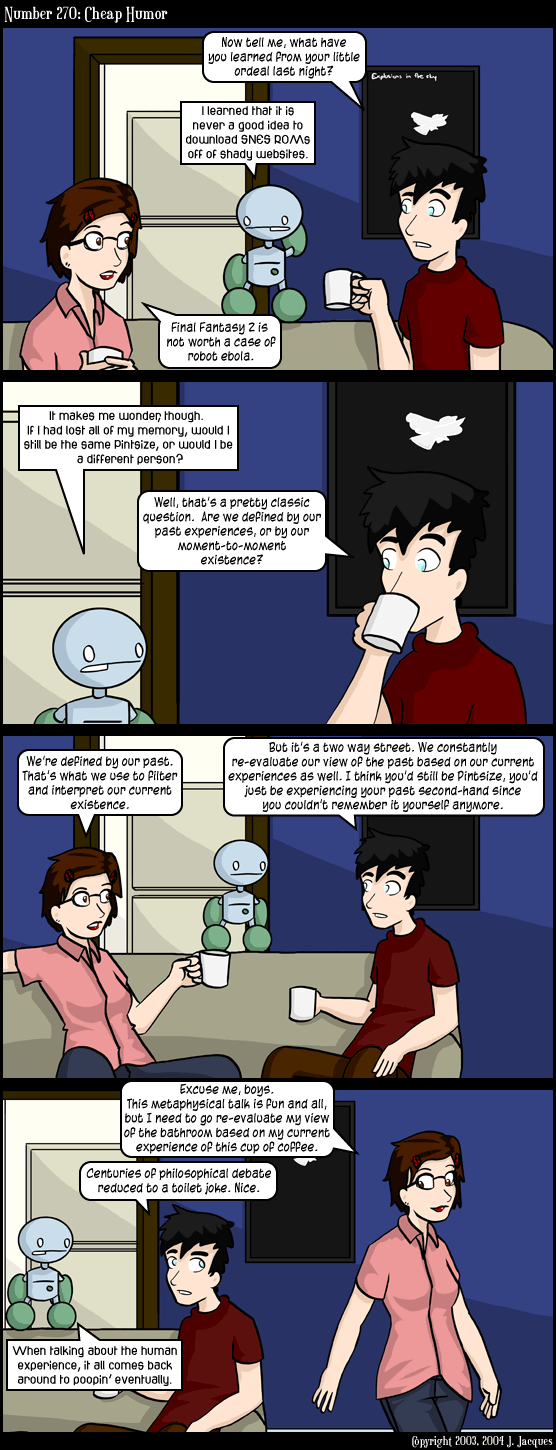 Number 270: Cheap Humor
Now tell me, what have
you learned from your little
ordeal last night?
Explosions in the sky
I learned that it is
never a good idea to
download SNES ROMs
off of shady websites.
Final Fantasy 2 is
not worth a case of
robot ebola.
It makes me wonder, though.
If I had lost all of my memory, would I
still be the same Pintsize, or would I be
a different person?
Well, that's a pretty classic
question. Are we defined by our
past experiences, or by our
moment-to-moment
existence?
We're defined by our past.
That's what we use to filter
and interpret our current
existence.
But it's a two way street. We constantly
re-evaluate our view of the past based on our current
experiences as well. I think you'd still be Pintsize, you'd
just be experiencing your past second-hand since
you couldn't remember it yourself anymore.
Excuse me, boys.
This metaphysical talk is fun and all,
but I need to go re-evaluate my view
of the bathroom based on my current
experience of this cup of coffee.
Centuries of philosophical debate
reduced to a toilet joke. Nice.
When talking about the human
experience, it all comes back
around to poopin' eventually.
Copyright 2003, 2004 J. Jacques